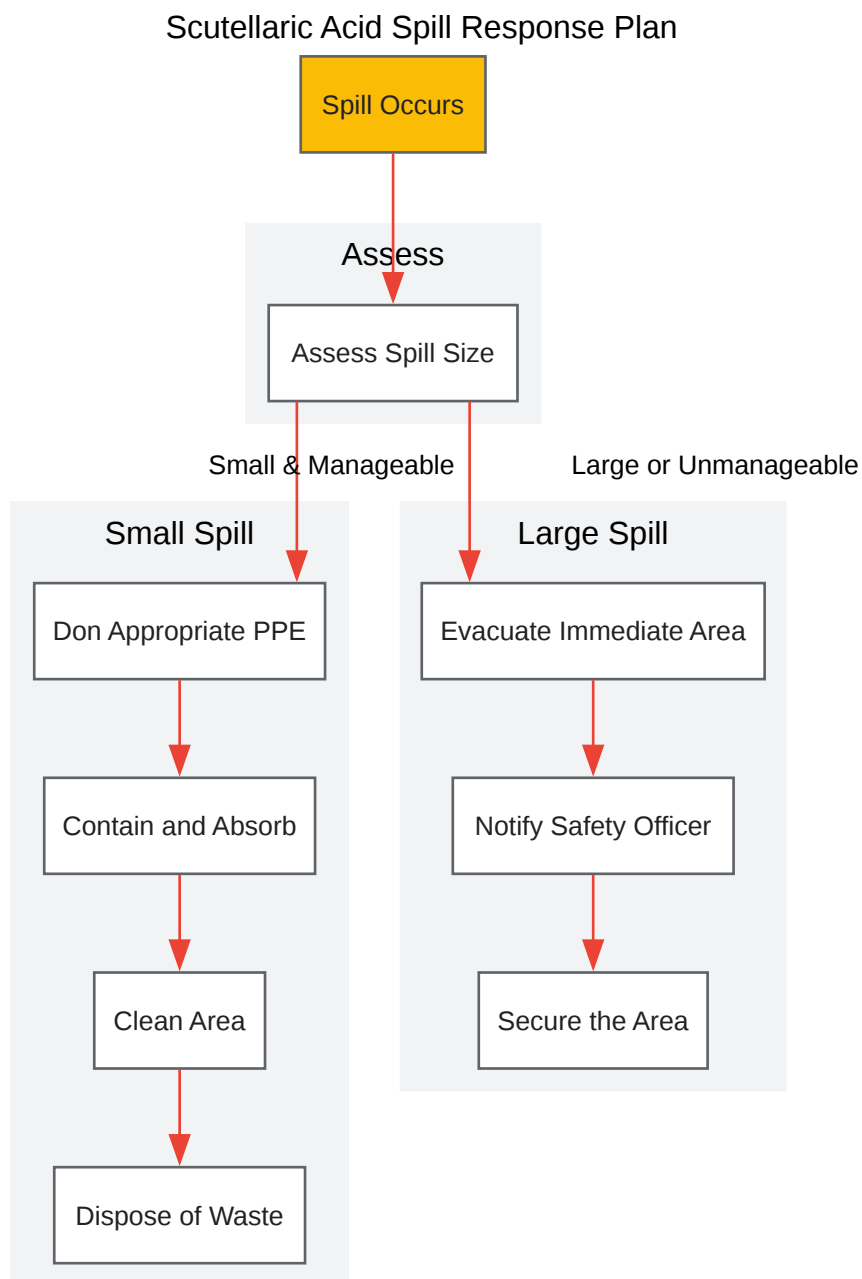 Scutellaric Acid Spill Response Plan
Spill Occurs
Assess
Assess Spill Size
Small & Manageable
Large or Unmanageable
Small Spill
Large Spill
Don Appropriate PPE
Evacuate Immediate Area
Contain and Absorb
Notify Safety Officer
Clean Area
Secure the Area
Dispose of Waste